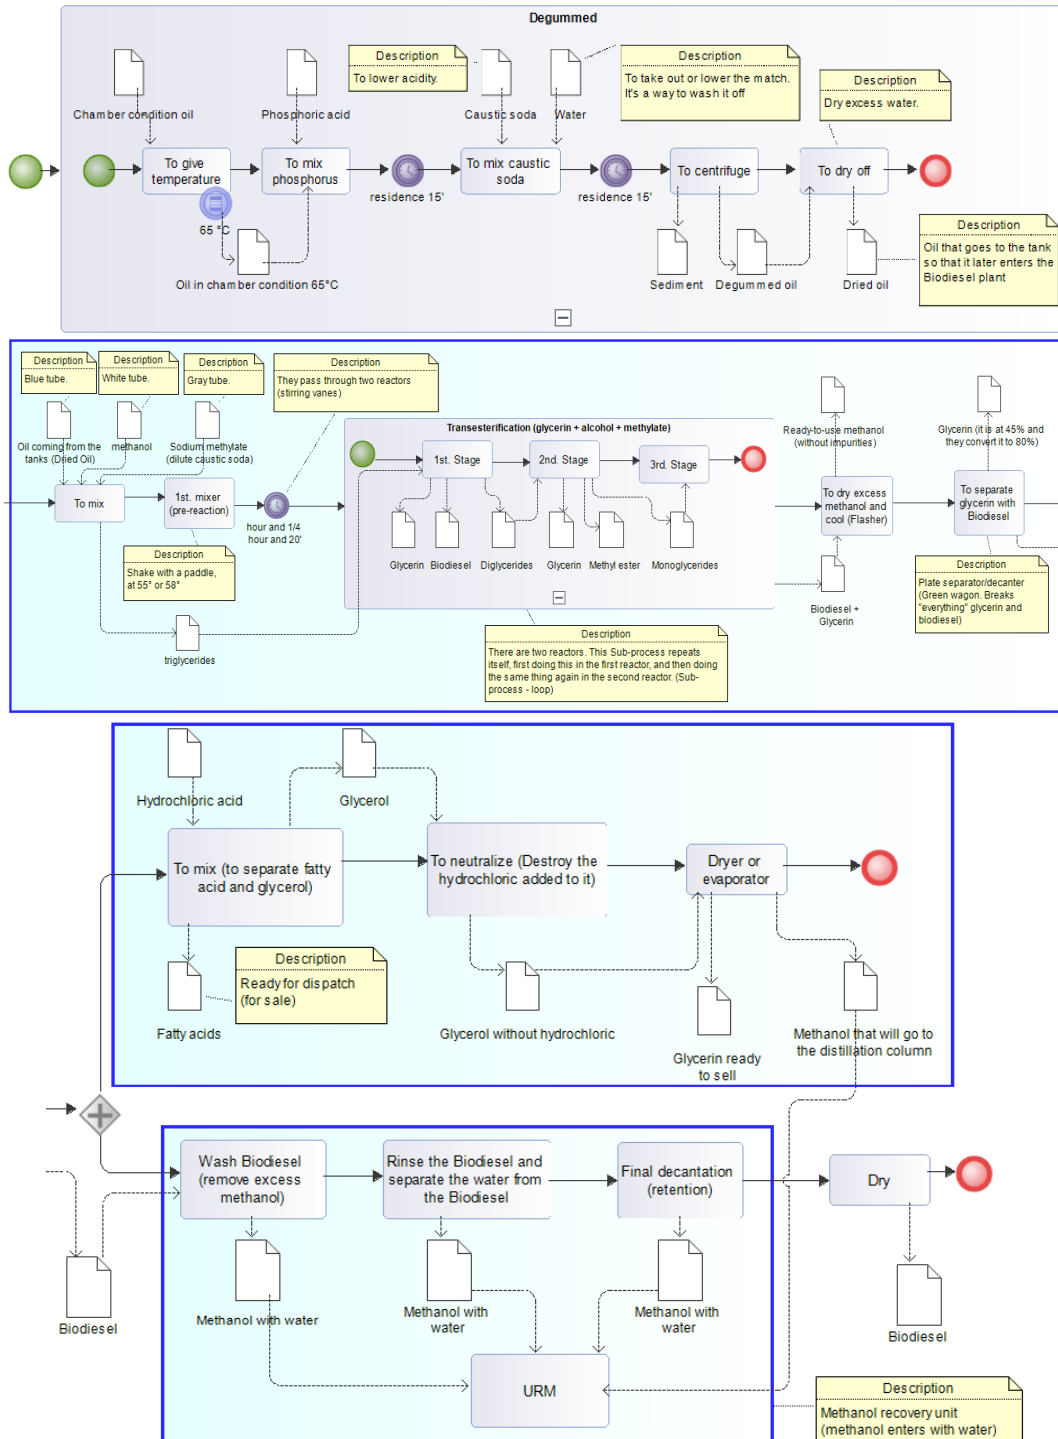 Degummed
Description
To lower acidity.
Description
To take out or lower the match.
It's a way to wash it off
Description
Dry excess water.
Chamber condition oil
Phosphoric acid
Caustic soda
Water
To give
temperature
To mix
phosphorus
residence 15'
To mix caustic
soda
residence 15'
To centrifuge
To dry off
65 °C
Oil in chamber condition 65°C
Sediment
Degummed oil
Dried oil
Description
Oil that goes to the tank
so that it later enters the
Biodiesel plant
Description
Blue tube.
Description
White tube.
Description
Gray tube.
Description
They pass through two reactors
(stirring vanes)
Oil coming from the
tanks (Dried Oil)
methanol
Sodium methylate
(dilute caustic soda)
Transesterification (glycerin + alcohol + methylate)
Ready-to-use methanol
(without impurities)
Glycerin (it is at 45% and
they convert it to 80%)
To mix
1st. mixer
(pre-reaction)
hour and 1/4
hour and 20'
1st. Stage
2nd. Stage
3rd. Stage
To dry excess
methanol and
cool (Flasher)
To separate
glycerin with
Biodiesel
Description
Shake with a paddle,
at 55° or 58°
Glycerin
Biodiesel
Diglycerides
Glycerin
Methyl ester
Monoglycerides
Description
Plate separator/decanter
(Green wagon. Breaks
"everything" glycerin and
biodiesel)
Biodiesel +
Glycerin
triglycerides
Description
There are two reactors. This Sub-process repeats
itself, first doing this in the first reactor, and then doing
the same thing again in the second reactor. (Sub-
process - loop)
Hydrochloric acid
Glycerol
To mix (to separate fatty
acid and glycerol)
To neutralize (Destroy the
hydrochloric added to it)
Dryer or
evaporator
Description
Ready for dispatch
(for sale)
Fatty acids
Glycerol without hydrochloric
Glycerin ready
to sell
Methanol that will go to
the distillation column
Wash Biodiesel
(remove excess
methanol)
Rinse the Biodiesel and
separate the water from
the Biodiesel
Final decantation
(retention)
Dry
Biodiesel
Methanol with water
Methanol with
water
Methanol with
water
Biodiesel
URM
Description
Methanol recovery unit
(methanol enters with water)